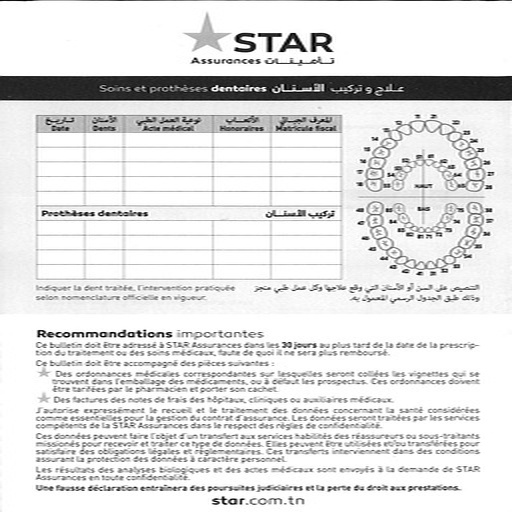 STAR
Assurances تـأميـنـات
Soins et prothèses dentaires عـلاج و تركيب الأسـنـان
تـاريـخ الأسنان نوعية العمل الطبي الأتعـاب المعرف الجبائي
Date Dents Acte médical Honoraires Matricule fiscal
Prothèses dentaires تركيب الأسنـان
HAUT
BAS
Indiquer la dent traitée, l'intervention pratiquée
selon nomenclature officielle en vigueur.
التنصيص على السن أو الأسنان التي وقع علاجها وكل عمل طبي منجز
وذلك طبق الجدول الرسمي المعمول به.
Recommandations importantes
Ce bulletin doit être adressé à STAR Assurances dans les 30 jours au plus tard de la date de la prescrip-
tion du traitement ou des soins médicaux, faute de quoi il ne sera plus remboursé.
Ce bulletin doit être accompagné des pièces suivantes :
Des ordonnances médicales correspondantes sur lesquelles seront collées les vignettes qui se
trouvent dans l'emballage des médicaments, ou à défaut les prospectus. Ces ordonnances doivent
être tarifées par le pharmacien et porter son cachet.
Des factures des notes de frais des hôpitaux, cliniques ou auxiliaires médicaux.
J'autorise expressément le recueil et le traitement des données concernant la santé considérées
comme essentielles pour la gestion du contrat d'assurance. Les données seront traitées par les services
compétents de la STAR Assurances dans le respect des règles de confidentialité.
Ces données peuvent faire l'objet d'un transfert aux services habilités des réassureurs ou sous-traitants
missionés pour recevoir et traiter ce type de données. Elles peuvent être utilisées et/ou transférées pour
satisfaire des obligations légales et réglementaires. Ces transferts interviennent dans des conditions
assurant la protection des données à caractère personnel.
Les résultats des analyses biologiques et des actes médicaux sont envoyés à la demande de STAR
Assurances en toute confidentialité.
Une fausse déclaration entraînera des poursuites judiciaires et la perte du droit aux prestations.
star.com.tn